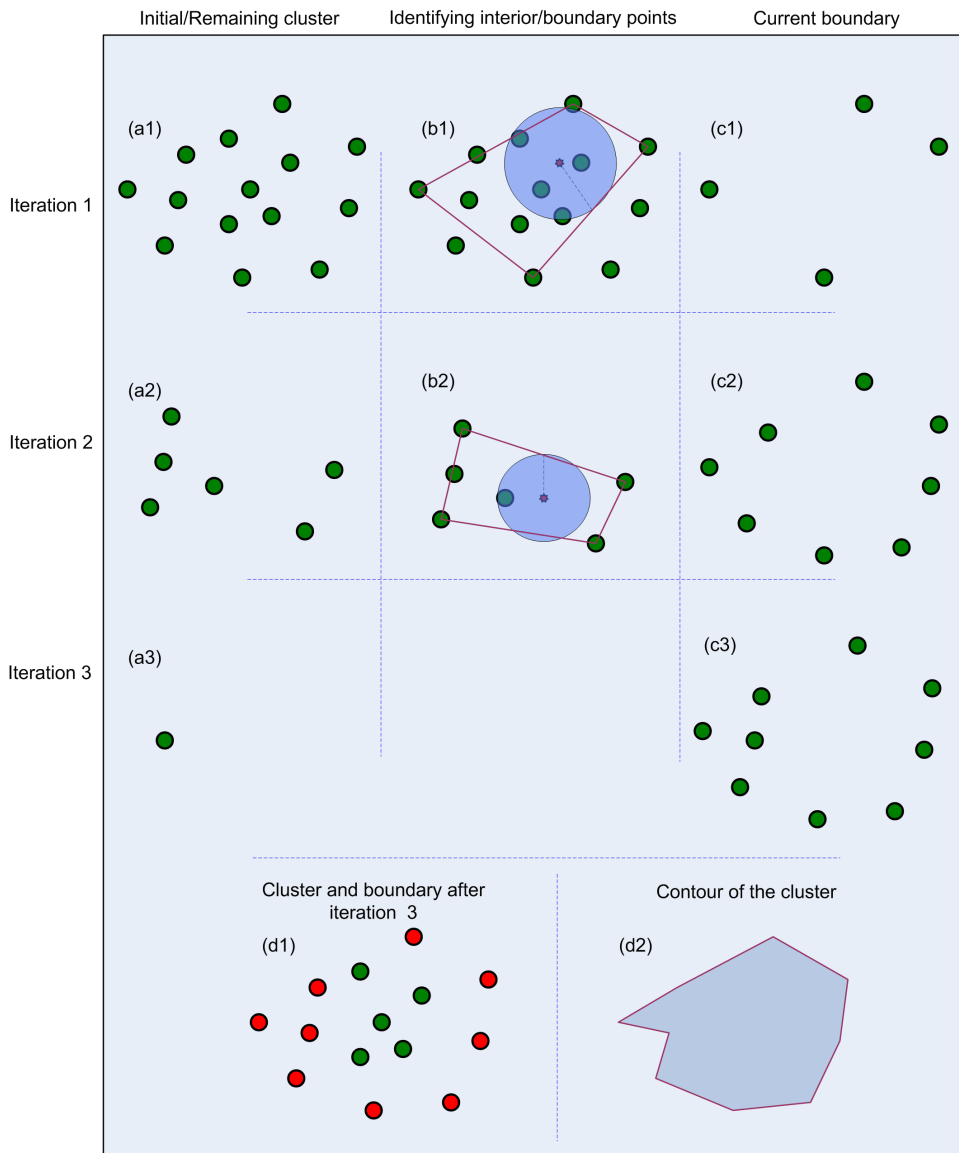 Initial/Remaining cluster
Identifying interior/boundary points
Current boundary
Iteration 1
(a1)
(b1)
(c1)
Iteration 2
(a2)
(b2)
(c2)
Iteration 3
(a3)
(c3)
Cluster and boundary after
iteration 3
(d1)
Contour of the cluster
(d2)